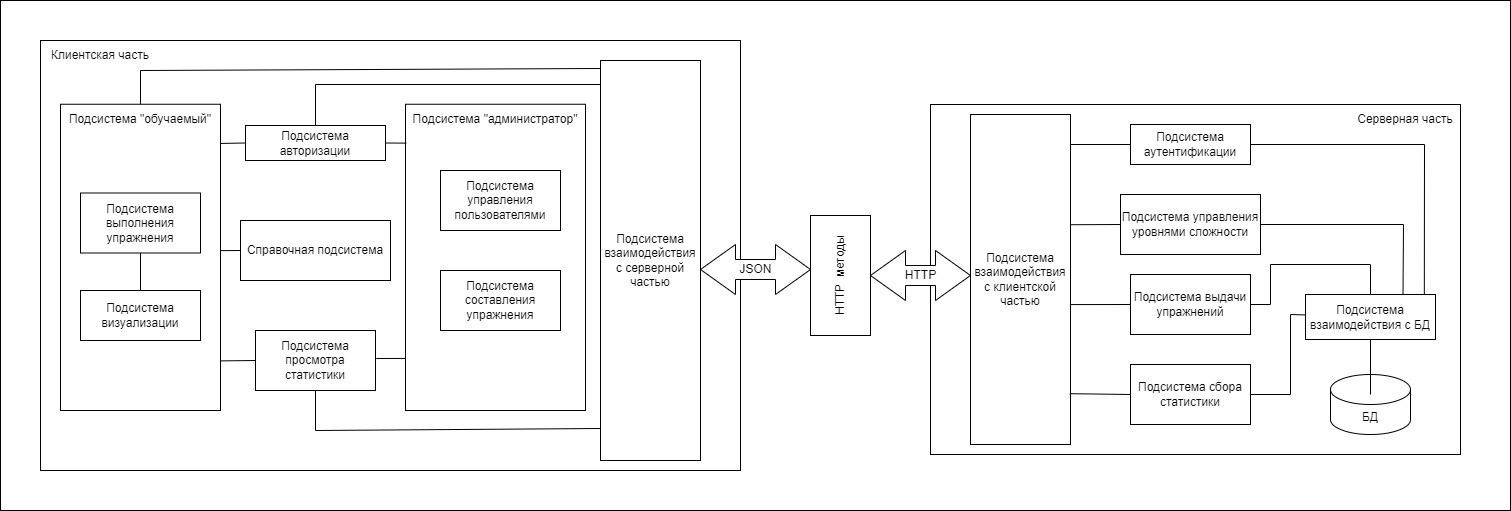 Клиентская часть
Подсистема "обучаемый"
Подсистема
выполнения
упражнения
Подсистема
визуализации
Подсистема
авторизации
Справочная подсистема
Подсистема
просмотра
статистики
Подсистема "администратор"
Подсистема
управления
пользователями
Подсистема
составления
упражнения
Подсистема
взаимодействия
с серверной
частью
JSON
HTTP методы
HTTP
Серверная часть
Подсистема
взаимодействия
с клиентской
частью
Подсистема
аутентификации
Подсистема управления
уровнями сложности
Подсистема выдачи
упражнений
Подсистема сбора
статистики
Подсистема
взаимодействия с БД
БД